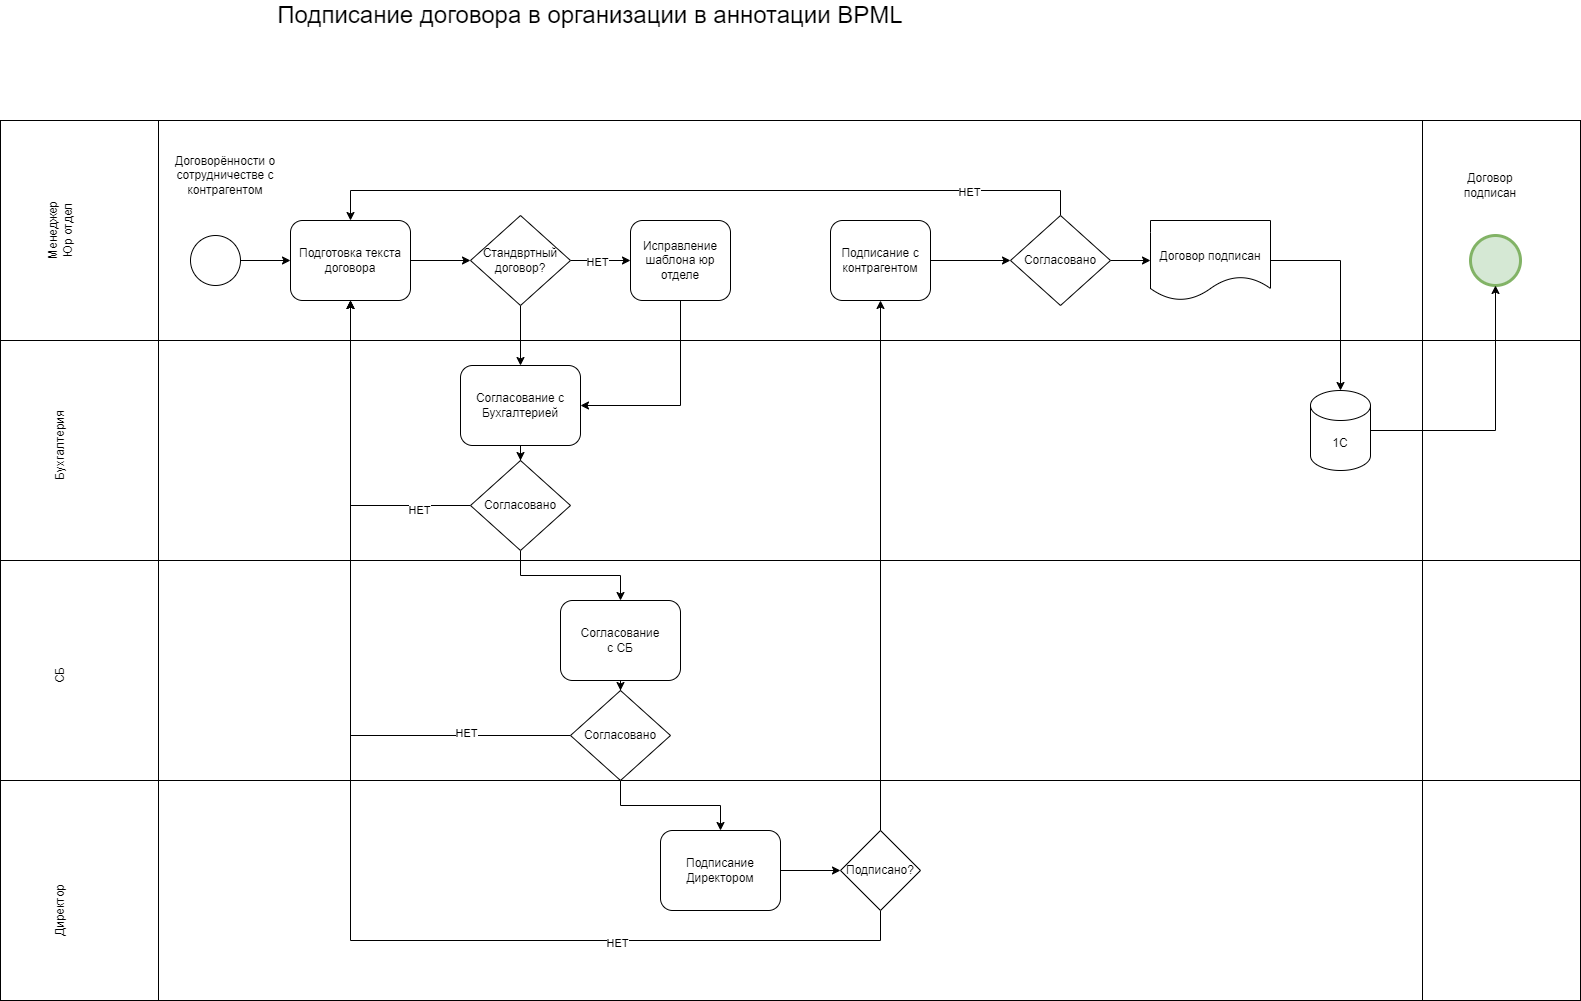 Подписание договора в организации в аннотации BPML
Договорённости о
сотрудничестве с
контрагентом
Договор
подписан
Менеджер
Юр отдел
НЕТ
Подготовка текста
договора
Стандвртный
договор?
НЕТ
Исправление
шаблона юр
отделе
Подписание с
контрагентом
Согласовано
Договор подписан
Бухгалтерия
Согласование с
Бухгалтерией
1С
НЕТ
Согласовано
СБ
Согласование
с СБ
НЕТ
Согласовано
Директор
Подписание
Директором
Подписано?
НЕТ